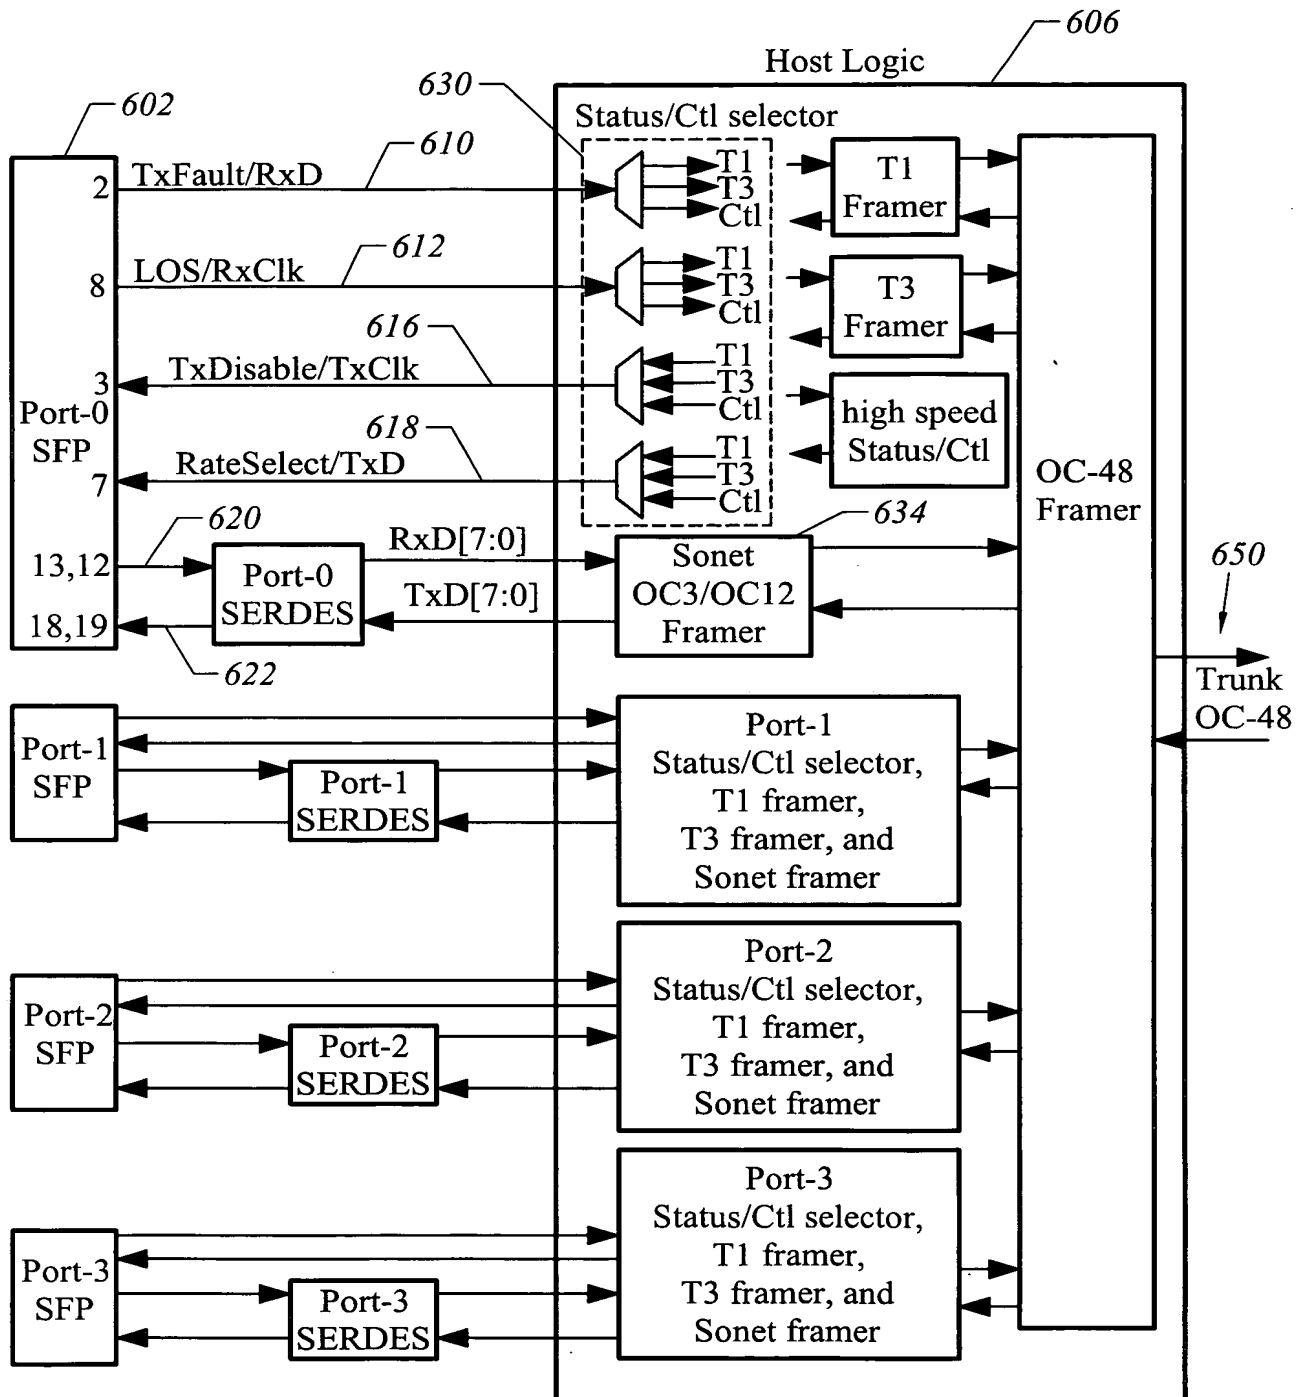 606
Host Logic
630
602
Status/Ctl selector
610
2
TxFault/RxD
T1
T3
Ctl
T1
Framer
612
8
LOS/RxClk
T1
T3
Ctl
T3
Framer
616
3
TxDisable/TxClk
T1
T3
Ctl
high speed
Status/Ctl
Port-0
SFP
618
7
RateSelect/TxD
T1
T3
Ctl
OC-48
Framer
620
634
13,12
RxD[7:0]
Port-0
SERDES
TxD[7:0]
Sonet
OC3/OC12
Framer
18,19
622
650
Trunk
OC-48
Port-1
SFP
Port-1
SERDES
Port-1
Status/Ctl selector,
T1 framer,
T3 framer, and
Sonet framer
Port-2
SFP
Port-2
SERDES
Port-2
Status/Ctl selector,
T1 framer,
T3 framer, and
Sonet framer
Port-3
SFP
Port-3
SERDES
Port-3
Status/Ctl selector,
T1 framer,
T3 framer, and
Sonet framer